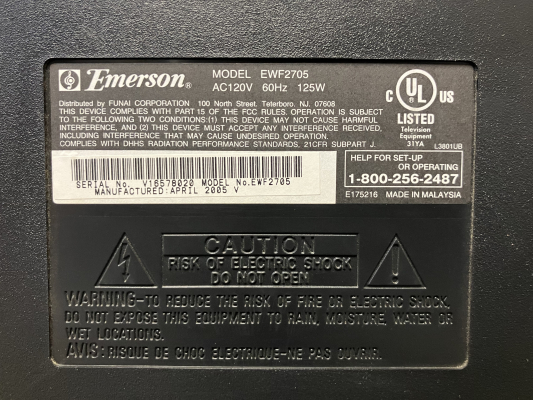 Emerson®
MODEL EWF2705
AC120V 60Hz 125W
Distributed by FUNAI CORPORATION 100 North Street. Teterboro, NJ. 07608
THIS DEVICE COMPLIES WITH PART 15 OF THE FCC RULES. OPERATION IS SUBJECT
TO THE FOLLOWING TWO CONDITIONS:(1) THIS DEVICE MAY NOT CAUSE HARMFUL
INTERFERENCE, AND (2) THIS DEVICE MUST ACCEPT ANY INTERFERENCE RECEIVED,
INCLUDING INTERFERENCE THAT MAY CAUSE UNDESIRED OPERATION.
COMPLIES WITH DHHS RADIATION PERFORMANCE STANDARDS, 21CFR SUBPART J.
C UL US
®
LISTED
Television
Equipment
31YA
L3801UB
SERIAL No. V16578020 MODEL No.EWF2705
MANUFACTURED:APRIL 2005 V
HELP FOR SET-UP
OR OPERATING
1-800-256-2487
E175216 MADE IN MALAYSIA
CAUTION
RISK OF ELECTRIC SHOCK
DO NOT OPEN
WARNING-TO REDUCE THE RISK OF FIRE OR ELECTRIC SHOCK,
DO NOT EXPOSE THIS EQUIPMENT TO RAIN, MOISTURE, WATER OR
WET LOCATIONS.
AVIS:RISQUE DE CHOC ÉLECTRIQUE-NE PAS OUVRIR.